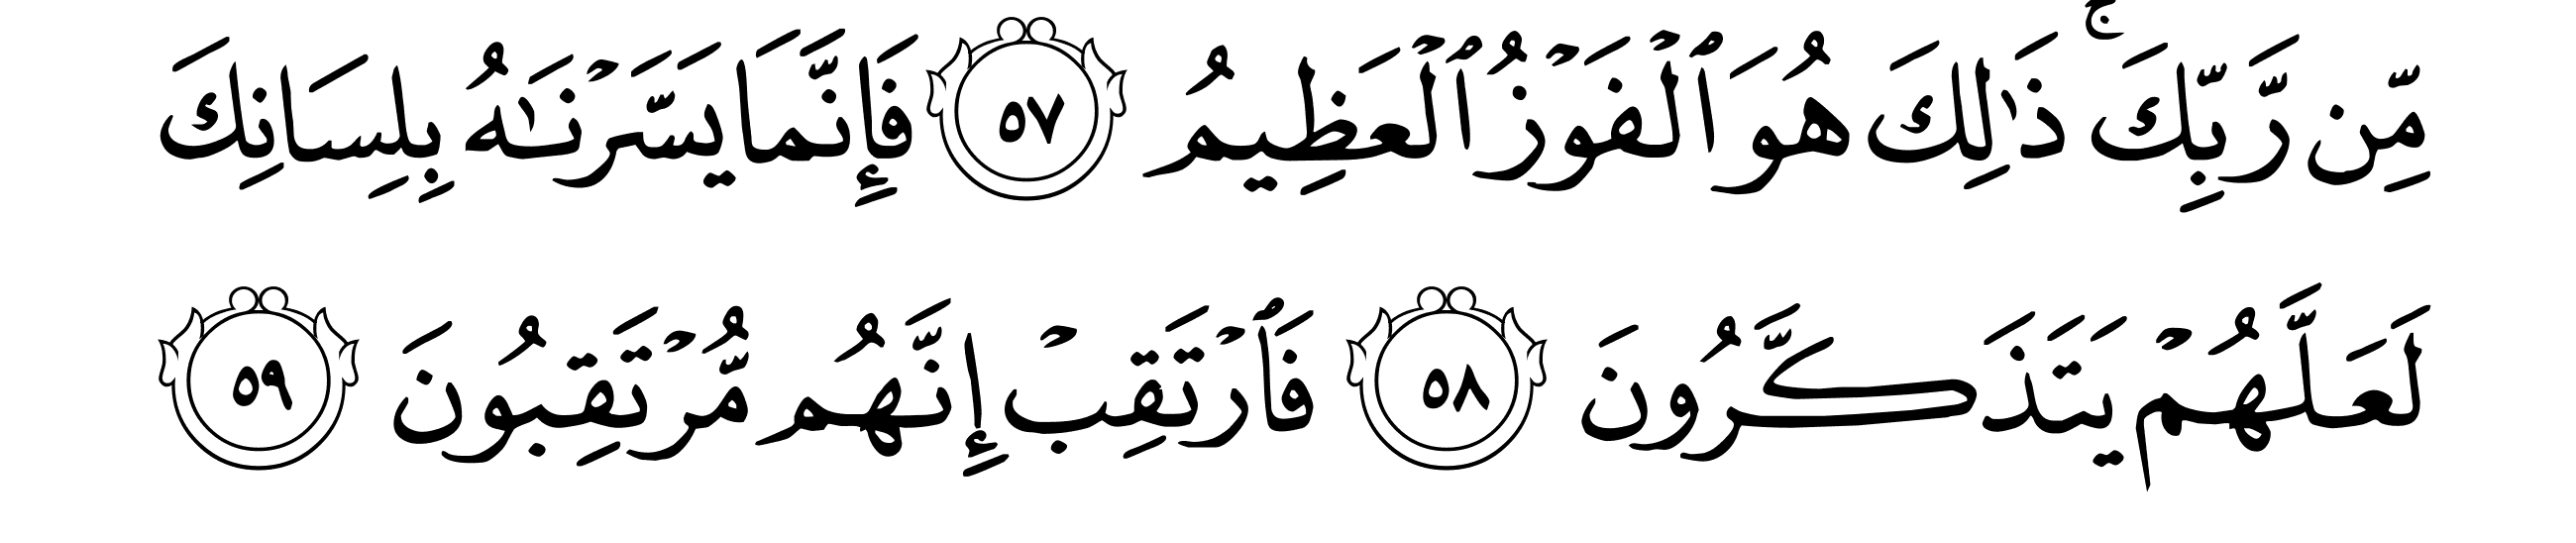 مِّن رَّبِّكَ ۚ ذَٰلِكَ هُوَ ٱلْفَوْزُ ٱلْعَظِيمُ ٥٧ فَإِنَّمَا يَسَّرْنَـٰهُ بِلِسَانِكَ
لَعَلَّهُمْ يَتَذَكَّرُونَ ٥٨ فَٱرْتَقِبْ إِنَّهُم مُّرْتَقِبُونَ ٥٩